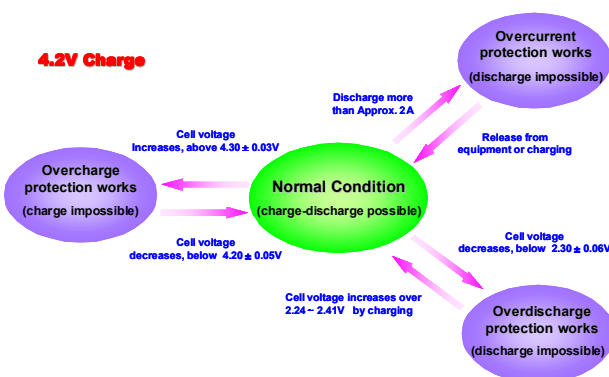 4.2V Charge
Overcurrent
protection works
(discharge impossible)
Discharge more
than Approx. 2A
Release from
equipment or charging
Cell voltage
Increases, above 4.30 ± 0.03V
Overcharge
protection works
(charge impossible)
Normal Condition
(charge-discharge possible)
Cell voltage
decreases, below 4.20 ± 0.05V
Cell voltage
decreases, below 2.30 ± 0.06V
Cell voltage increases over
2.24 ~ 2.41V by charging
Overdischarge
protection works
(discharge impossible)